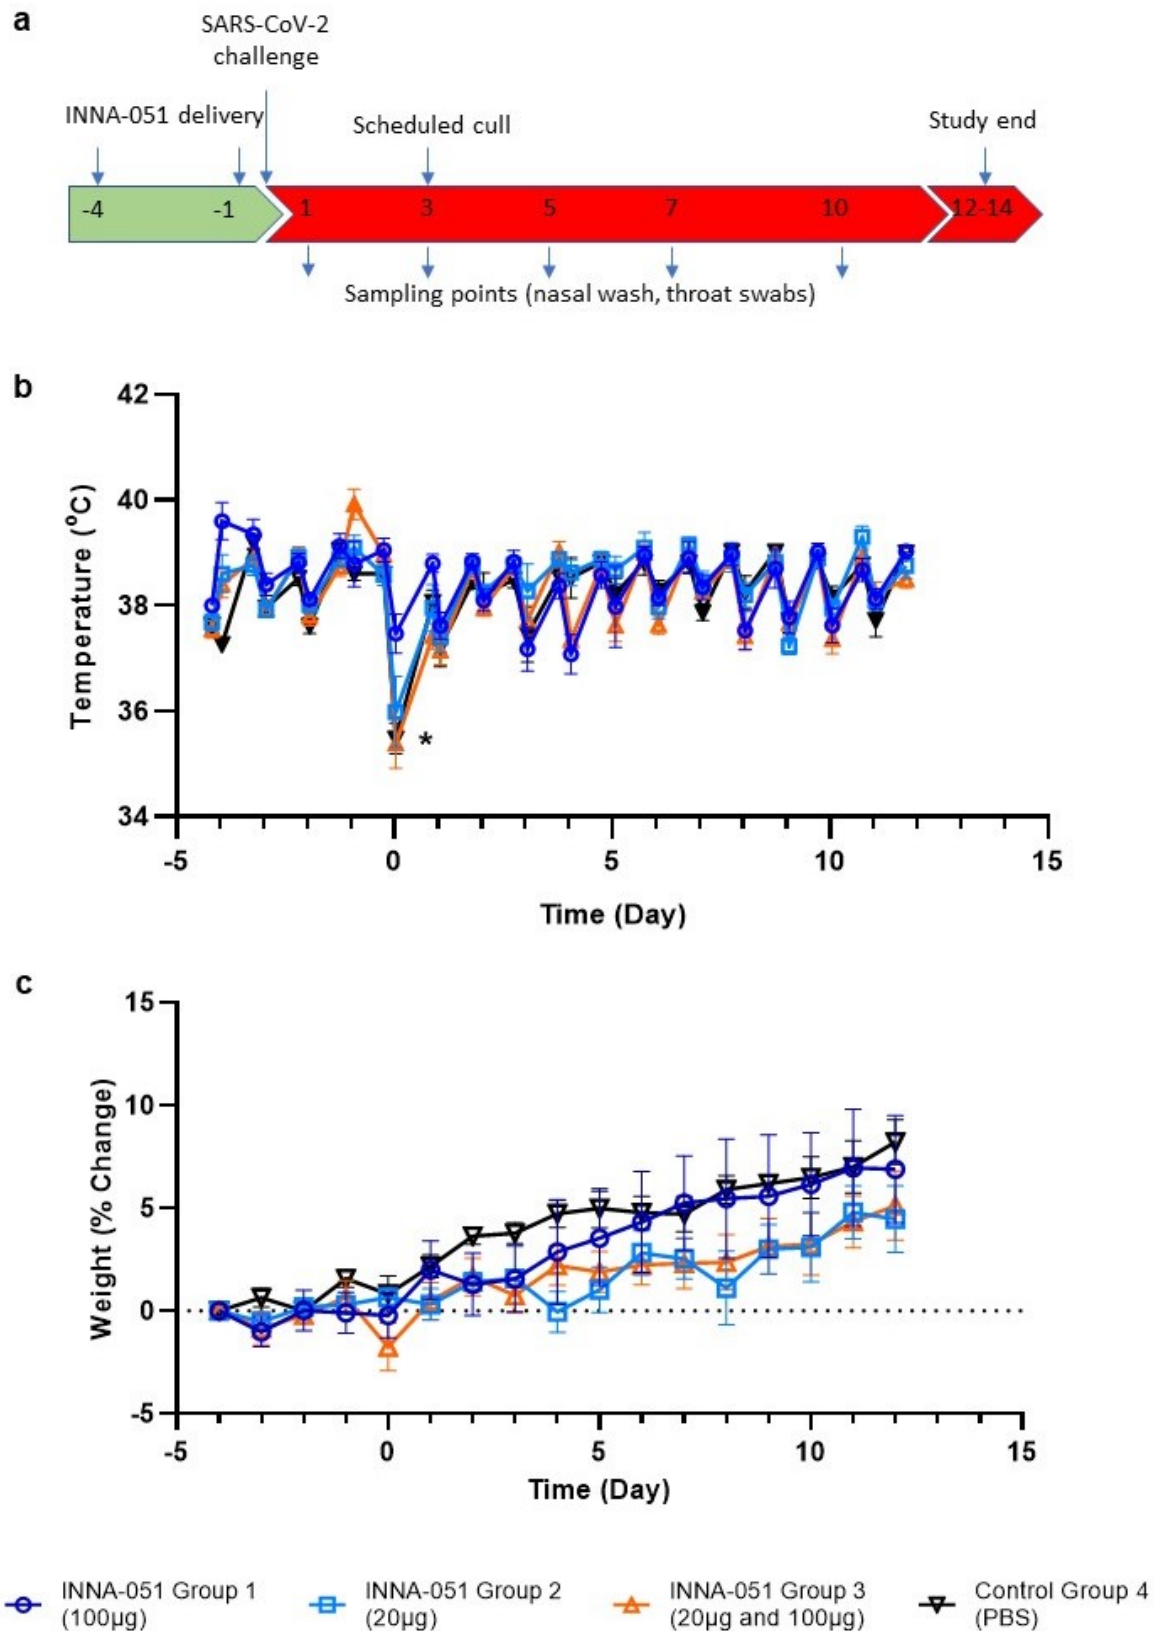 a
SARS-CoV-2
challenge
INNA-051 delivery
Scheduled cull
Study end
-4 -1 1 3 5 7 10 12-14
Sampling points (nasal wash, throat swabs)
b
42
40
38
36
34
Temperature (⁰C)
*
-5 0 5 10 15
Time (Day)
c
15
10
5
0
-5
Weight (% Change)
-5 0 5 10 15
Time (Day)
INNA-051 Group 1
(100µg)
INNA-051 Group 2
(20µg)
INNA-051 Group 3
(20µg and 100µg)
Control Group 4
(PBS)